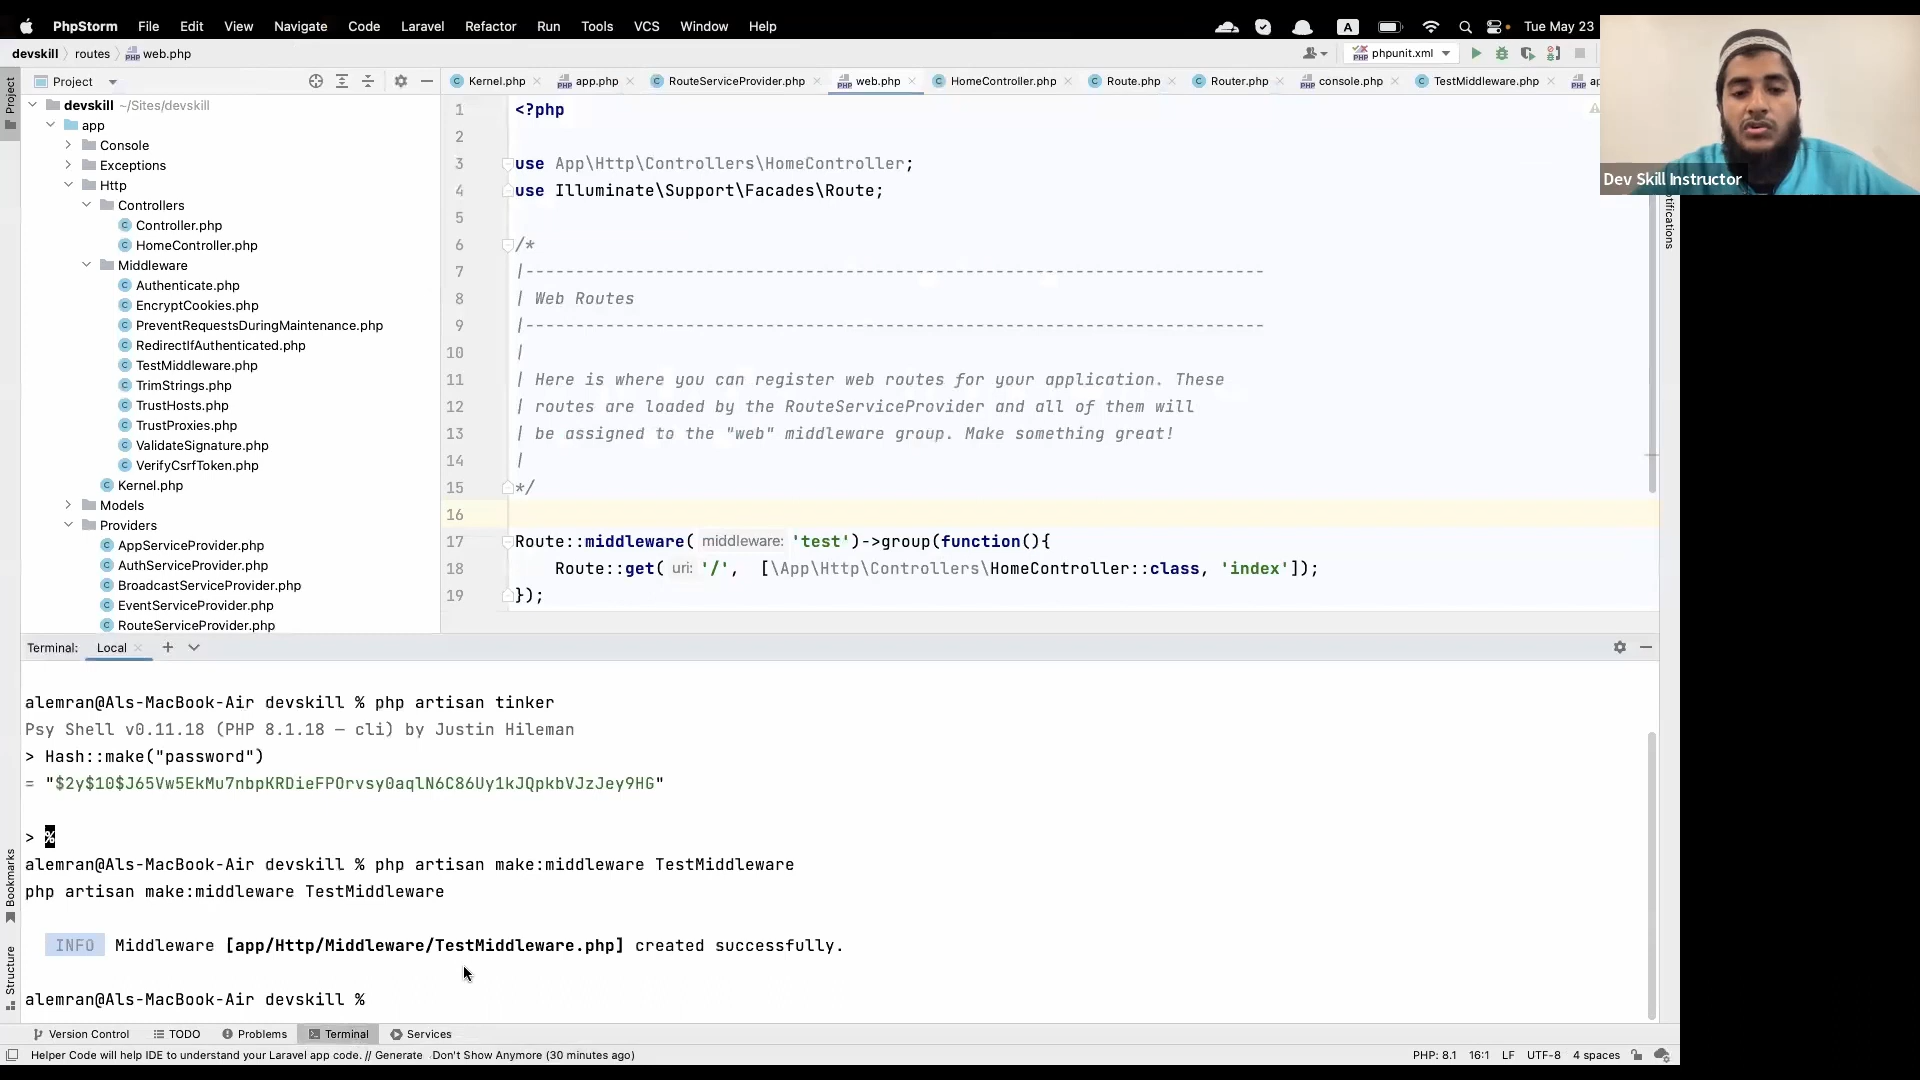 PhpStorm File Edit View Navigate Code Laravel Refactor Run Tools VCS Window Help A Tue May 23
devskill routes web.php phpunit.xml
Project Kernel.php app.php RouteServiceProvider.php web.php HomeController.php Route.php Router.php console.php TestMiddleware.php
Project
devskill ~/Sites/devskill
app
Console
Exceptions
Http
Controllers
Controller.php
HomeController.php
Middleware
Authenticate.php
EncryptCookies.php
PreventRequestsDuringMaintenance.php
RedirectIfAuthenticated.php
TestMiddleware.php
TrimStrings.php
TrustHosts.php
TrustProxies.php
ValidateSignature.php
VerifyCsrfToken.php
Kernel.php
Models
Providers
AppServiceProvider.php
AuthServiceProvider.php
BroadcastServiceProvider.php
EventServiceProvider.php
RouteServiceProvider.php
1 <?php
2
3 use App\Http\Controllers\HomeController;
4 use Illuminate\Support\Facades\Route;
5
6 /*
7 |--------------------------------------------------------------------------
8 | Web Routes
9 |--------------------------------------------------------------------------
10 |
11 | Here is where you can register web routes for your application. These
12 | routes are loaded by the RouteServiceProvider and all of them will
13 | be assigned to the "web" middleware group. Make something great!
14 |
15 */
16
17 Route::middleware( middleware: 'test')->group(function(){
18 Route::get( uri: '/', [\App\Http\Controllers\HomeController::class, 'index']);
19 });
Dev Skill Instructor
Terminal: Local
alemran@Als-MacBook-Air devskill % php artisan tinker
Psy Shell v0.11.18 (PHP 8.1.18 — cli) by Justin Hileman
> Hash::make("password")
= "$2y$10$J65Vw5EkMu7nbpKRDieFPOrvsy0aqlN6C86Uy1kJQpkbVJzJey9HG"
> %
alemran@Als-MacBook-Air devskill % php artisan make:middleware TestMiddleware
php artisan make:middleware TestMiddleware
INFO Middleware [app/Http/Middleware/TestMiddleware.php] created successfully.
alemran@Als-MacBook-Air devskill %
Bookmarks
Structure
Version Control TODO Problems Terminal Services
Helper Code will help IDE to understand your Laravel app code. // Generate Don't Show Anymore (30 minutes ago) PHP: 8.1 16:1 LF UTF-8 4 spaces